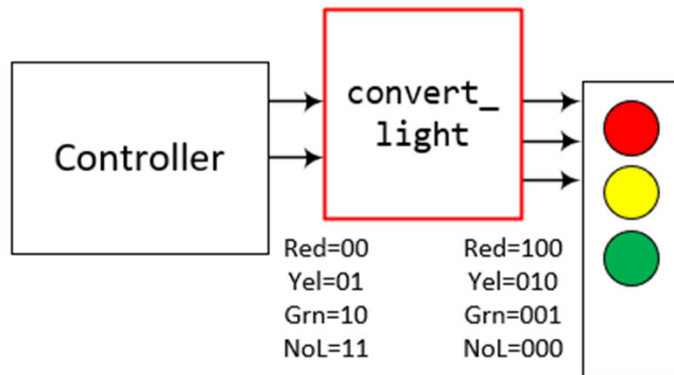 Controller
convert_
light
Red=00
Yel=01
Grn=10
NoL=11
Red=100
Yel=010
Grn=001
NoL=000